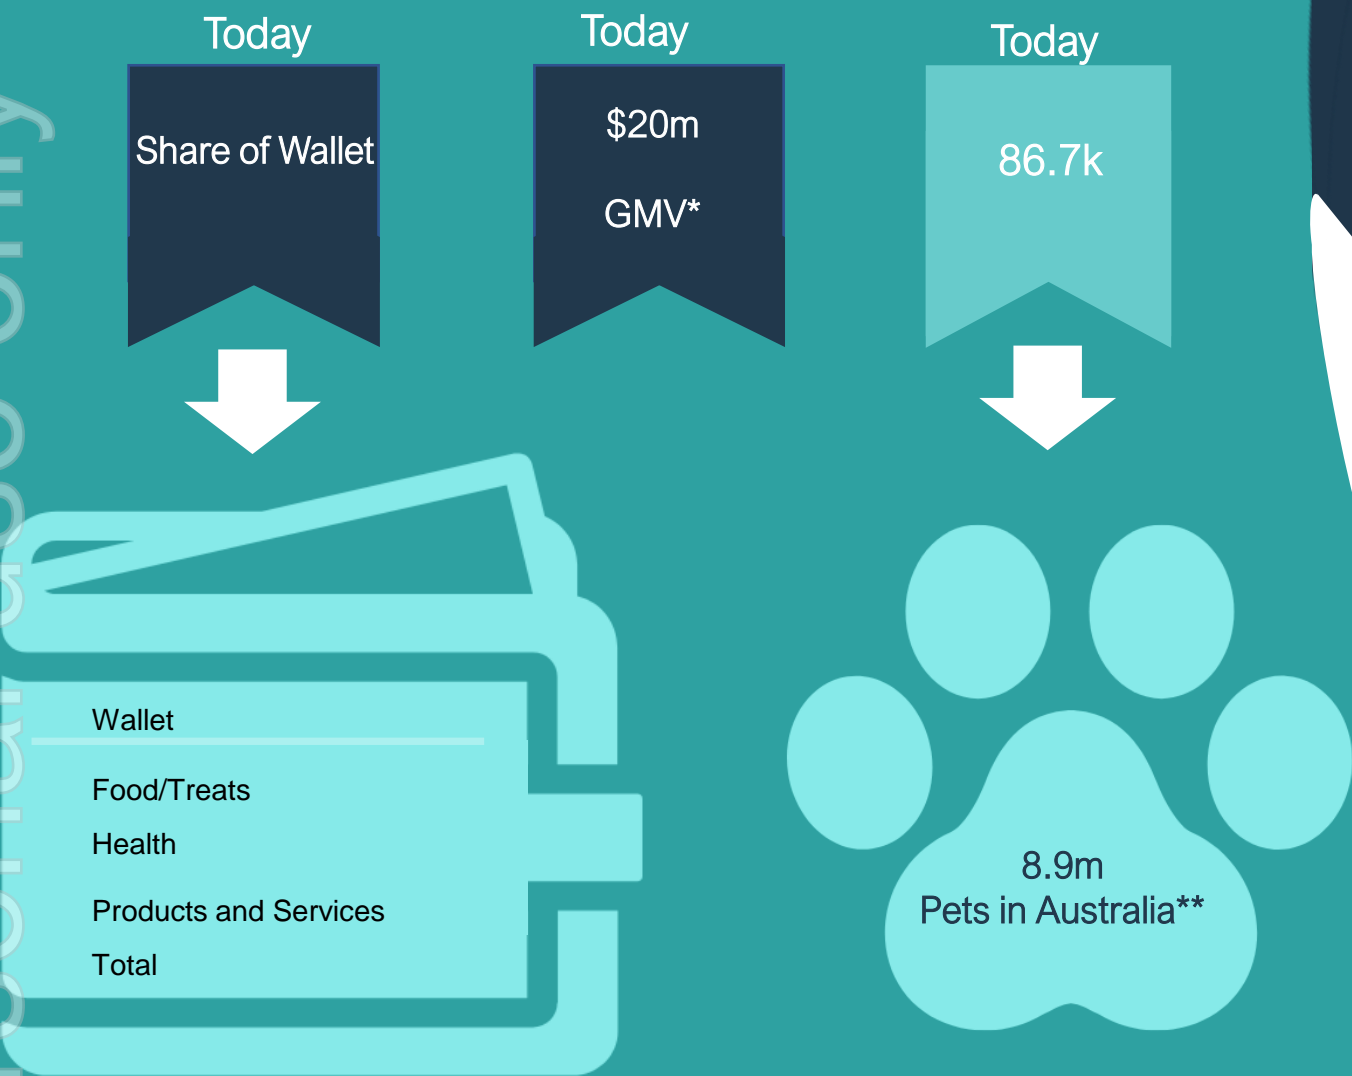 Today
Share of Wallet
Today
$20m
GMV*
Today
86.7k
Wallet
Food/Treats
Health
Products and Services
Total
8.9m
Pets in Australia**